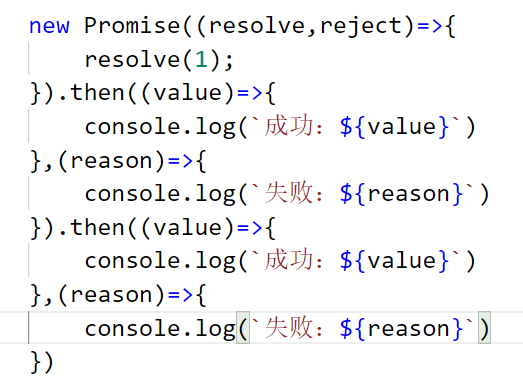 new Promise((resolve,reject)=>{
    resolve(1);
}).then((value)=>{
    console.log(`成功：${value}`)
},(reason)=>{
    console.log(`失败：${reason}`)
}).then((value)=>{
    console.log(`成功：${value}`)
},(reason)=>{
    console.log(`失败：${reason}`)
})